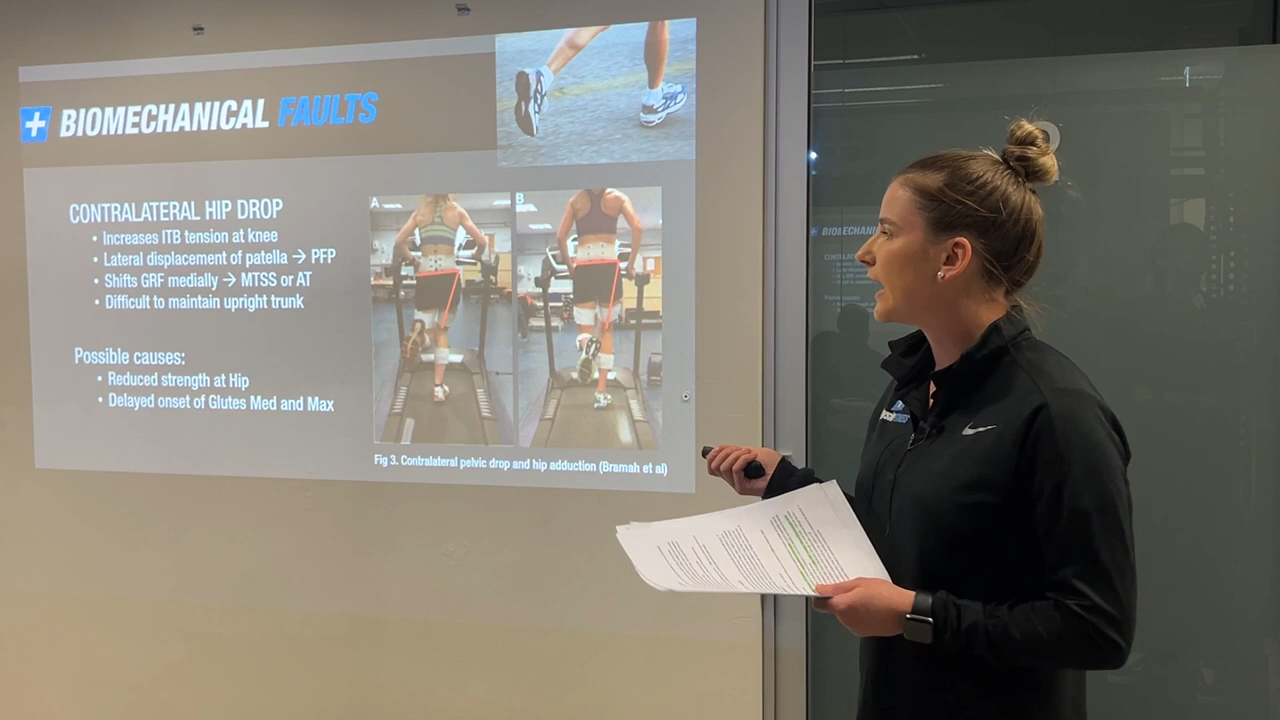 BIOMECHANICAL FAULTS
CONTRALATERAL HIP DROP
• Increases ITB tension at knee
• Lateral displacement of patella → PFP
• Shifts GRF medially → MTSS or AT
• Difficult to maintain upright trunk
Possible causes:
• Reduced strength at Hip
• Delayed onset of Glutes Med and Max
A
B
Fig 3. Contralateral pelvic drop and hip adduction (Bramah et al)